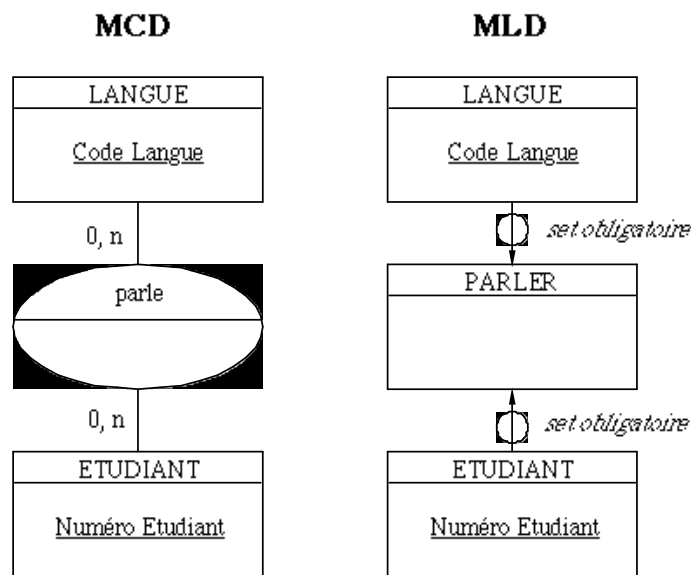 MCD
MLD
LANGUE
LANGUE
Code Langue
Code Langue
0, n
set obligatoire
parle
PARLER
0, n
set obligatoire
ETUDIANT
ETUDIANT
Numéro Etudiant
Numéro Etudiant